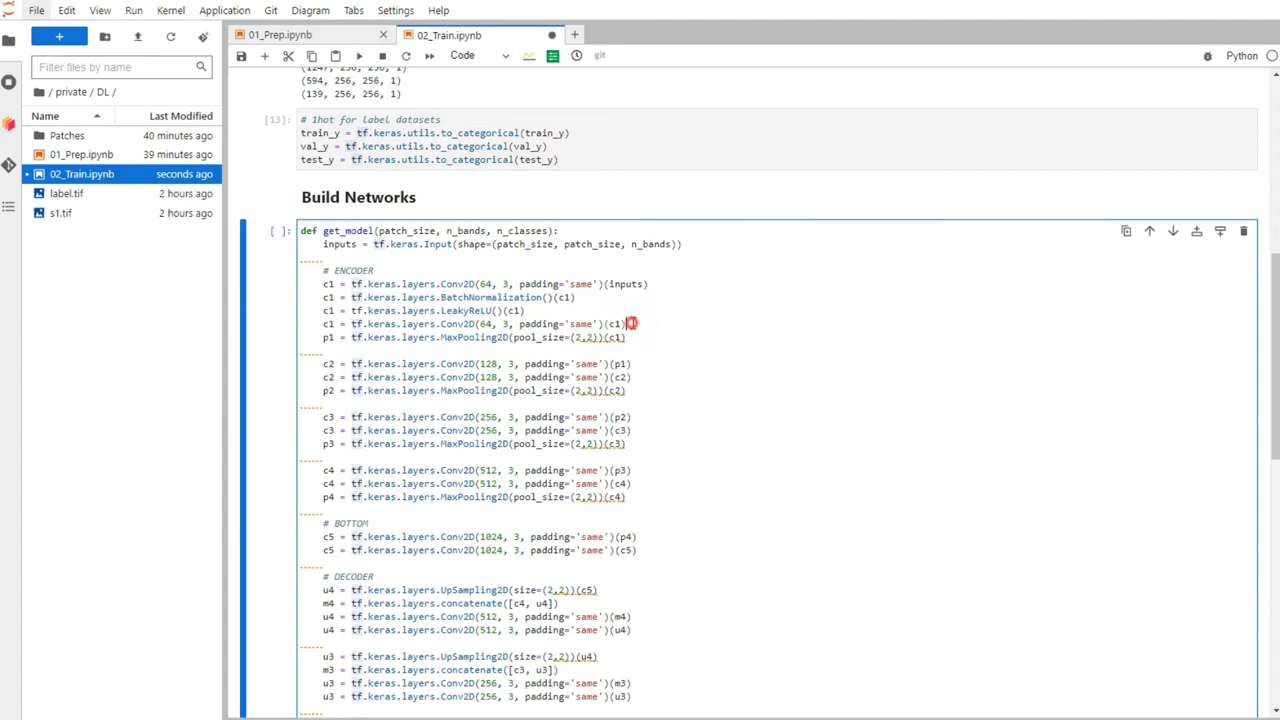 File Edit View Run Kernel Application Git Diagram Tabs Settings Help
01_Prep.ipynb
02_Train.ipynb
Code
git
Python
Filter files by name
/ private / DL /
Name Last Modified
Patches 40 minutes ago
01_Prep.ipynb 39 minutes ago
02_Train.ipynb seconds ago
label.tif 2 hours ago
s1.tif 2 hours ago
(1247, 256, 256, 1)
(594, 256, 256, 1)
(139, 256, 256, 1)
[13]:
# 1hot for label datasets
train_y = tf.keras.utils.to_categorical(train_y)
val_y = tf.keras.utils.to_categorical(val_y)
test_y = tf.keras.utils.to_categorical(test_y)
Build Networks
[ ]:
def get_model(patch_size, n_bands, n_classes):
inputs = tf.keras.Input(shape=(patch_size, patch_size, n_bands))
# ENCODER
c1 = tf.keras.layers.Conv2D(64, 3, padding='same')(inputs)
c1 = tf.keras.layers.BatchNormalization()(c1)
c1 = tf.keras.layers.LeakyReLU()(c1)
c1 = tf.keras.layers.Conv2D(64, 3, padding='same')(c1)
p1 = tf.keras.layers.MaxPooling2D(pool_size=(2,2))(c1)
c2 = tf.keras.layers.Conv2D(128, 3, padding='same')(p1)
c2 = tf.keras.layers.Conv2D(128, 3, padding='same')(c2)
p2 = tf.keras.layers.MaxPooling2D(pool_size=(2,2))(c2)
c3 = tf.keras.layers.Conv2D(256, 3, padding='same')(p2)
c3 = tf.keras.layers.Conv2D(256, 3, padding='same')(c3)
p3 = tf.keras.layers.MaxPooling2D(pool_size=(2,2))(c3)
c4 = tf.keras.layers.Conv2D(512, 3, padding='same')(p3)
c4 = tf.keras.layers.Conv2D(512, 3, padding='same')(c4)
p4 = tf.keras.layers.MaxPooling2D(pool_size=(2,2))(c4)
# BOTTOM
c5 = tf.keras.layers.Conv2D(1024, 3, padding='same')(p4)
c5 = tf.keras.layers.Conv2D(1024, 3, padding='same')(c5)
# DECODER
u4 = tf.keras.layers.UpSampling2D(size=(2,2))(c5)
m4 = tf.keras.layers.concatenate([c4, u4])
u4 = tf.keras.layers.Conv2D(512, 3, padding='same')(m4)
u4 = tf.keras.layers.Conv2D(512, 3, padding='same')(u4)
u3 = tf.keras.layers.UpSampling2D(size=(2,2))(u4)
m3 = tf.keras.layers.concatenate([c3, u3])
u3 = tf.keras.layers.Conv2D(256, 3, padding='same')(m3)
u3 = tf.keras.layers.Conv2D(256, 3, padding='same')(u3)